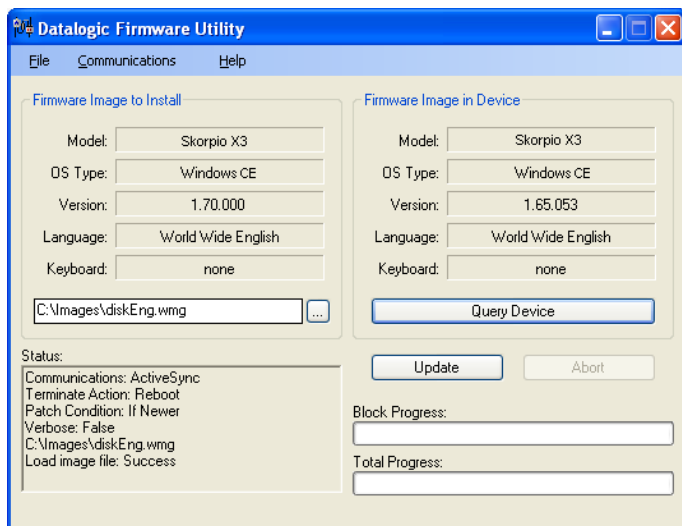 Datalogic Firmware Utility
File Communications Help
Firmware Image to Install
Model: Skorpio X3
OS Type: Windows CE
Version: 1.70.000
Language: World Wide English
Keyboard: none
C:\Images\diskEng.wmg ...
Firmware Image in Device
Model: Skorpio X3
OS Type: Windows CE
Version: 1.65.053
Language: World Wide English
Keyboard: none
Query Device
Status:
Communications: ActiveSync
Terminate Action: Reboot
Patch Condition: If Newer
Verbose: False
C:\Images\diskEng.wmg
Load image file: Success
Update Abort
Block Progress:
Total Progress: